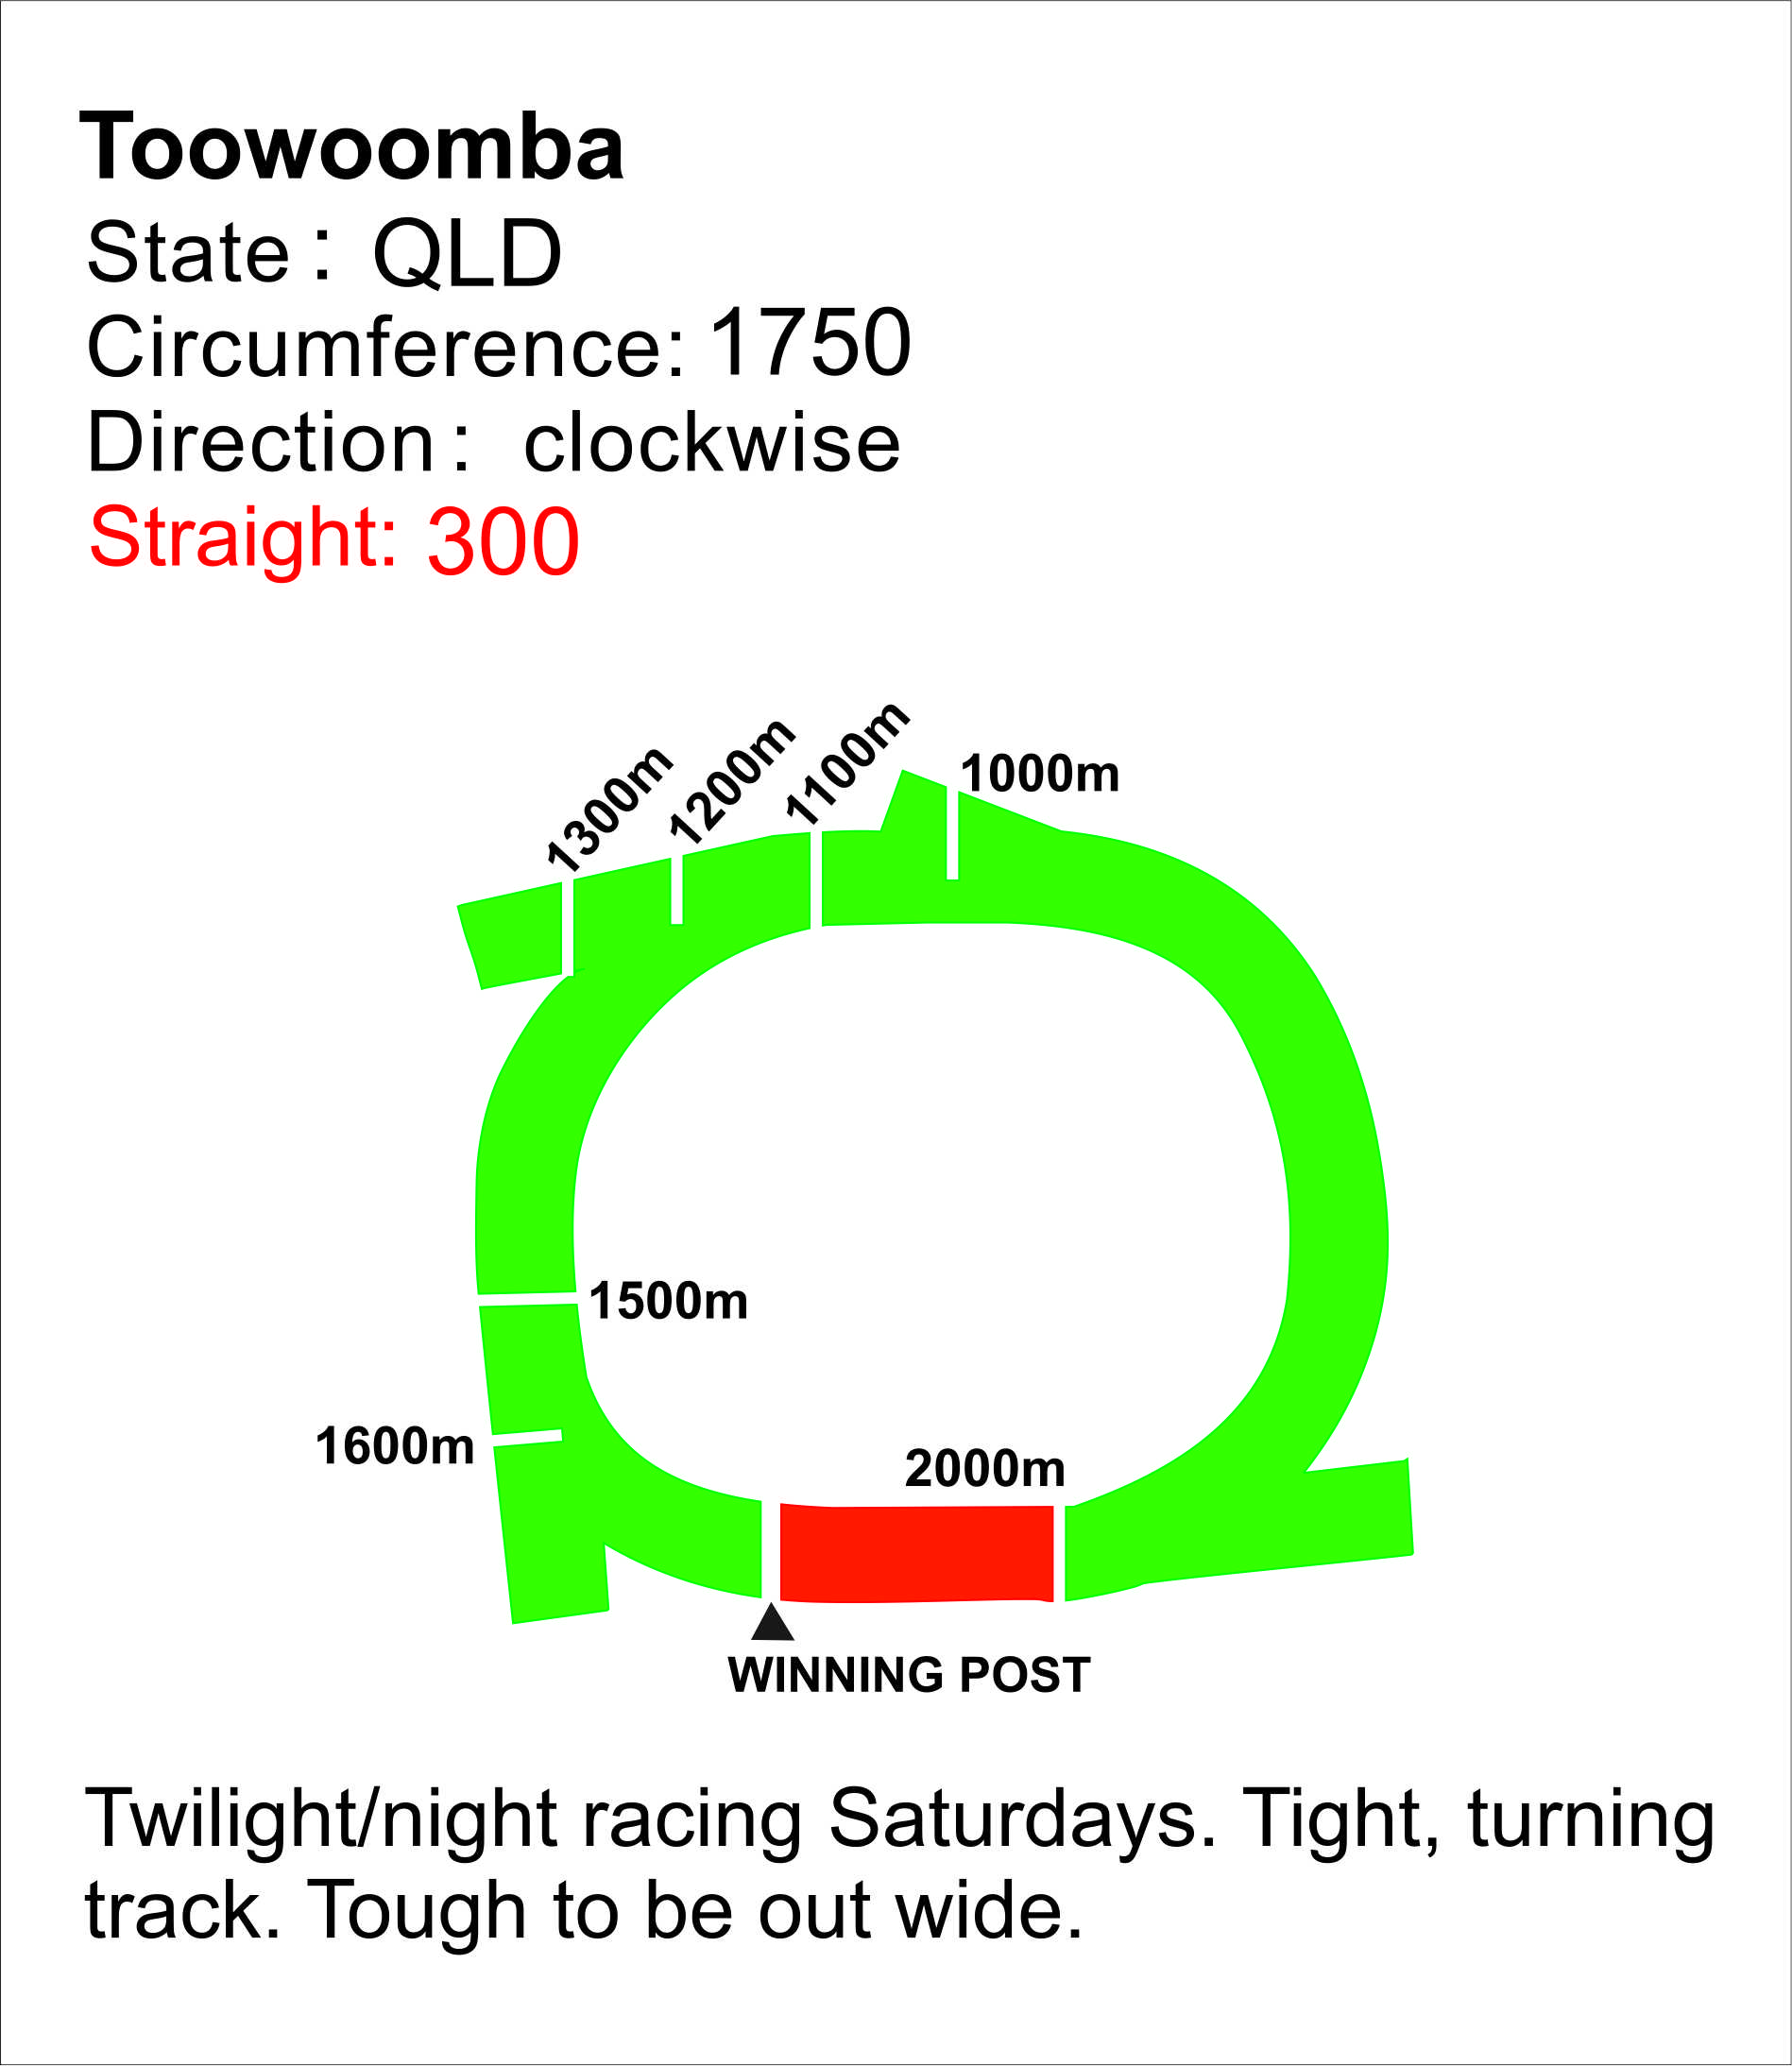 Toowoomba
State : QLD
Circumference: 1750
Direction : clockwise
Straight: 300
1300m
1200m
1100m
1000m
1500m
1600m
2000m
WINNING POST
Twilight/night racing Saturdays. Tight, turning
track. Tough to be out wide.